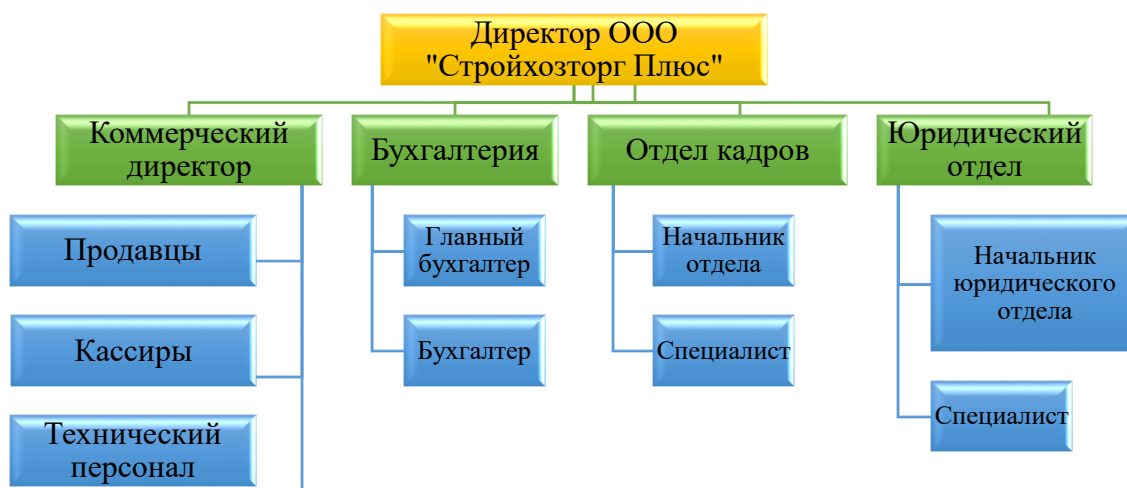 Директор ООО
"Стройхозторг Плюс"
Коммерческий
директор
Бухгалтерия
Отдел кадров
Юридический
отдел
Продавцы
Кассиры
Технический
персонал
Главный
бухгалтер
Бухгалтер
Начальник
отдела
Специалист
Начальник
юридического
отдела
Специалист